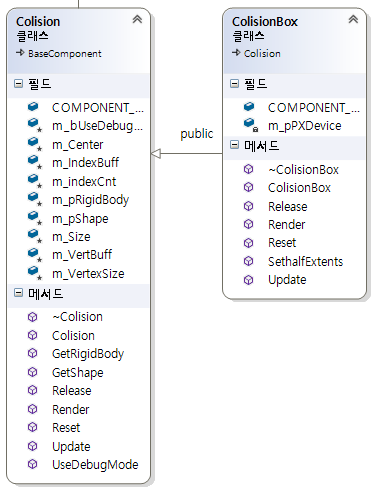 Colision
클래스
BaseComponent
필드
COMPONENT_...
m_bUseDebug...
m_Center
m_IndexBuff
m_indexCnt
m_pRigidBody
m_pShape
m_Size
m_VertBuff
m_VertexSize
메서드
~Colision
Colision
GetRigidBody
GetShape
Release
Render
Reset
Update
UseDebugMode
public
ColisionBox
클래스
Colision
필드
COMPONENT_...
m_pPXDevice
메서드
~ColisionBox
ColisionBox
Release
Render
Reset
SethalfExtents
Update